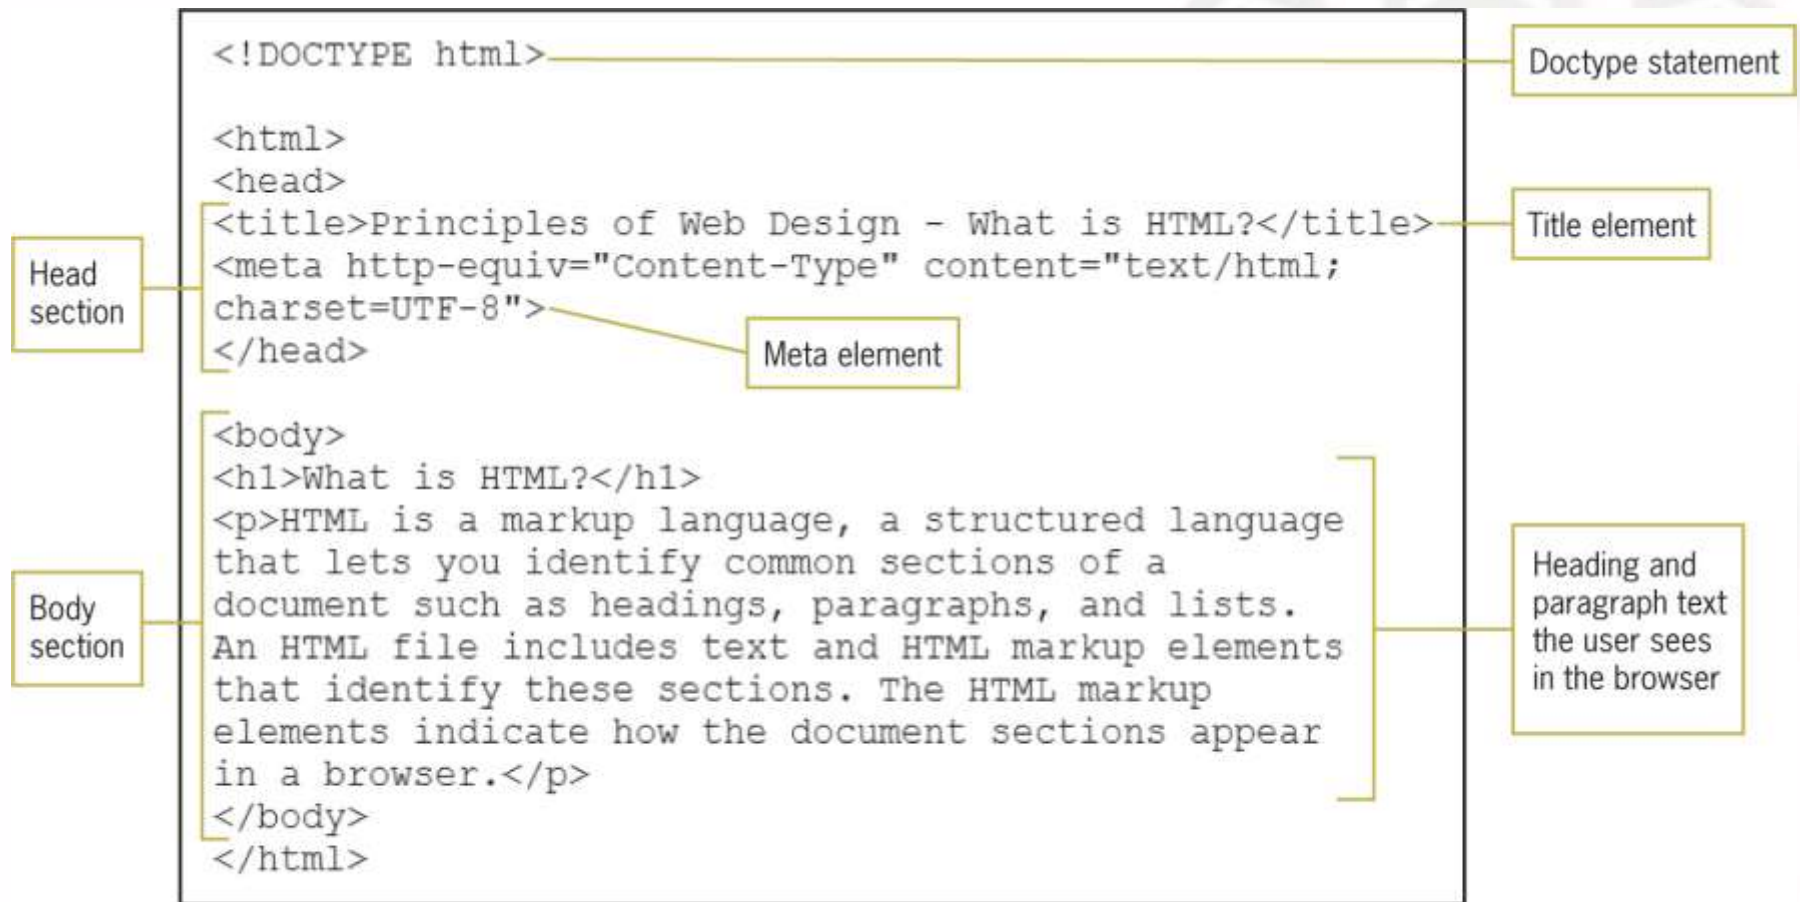 <!DOCTYPE html>
Doctype statement
<html>
<head>
<title>Principles of Web Design - What is HTML?</title>
Title element
<meta http-equiv="Content-Type" content="text/html;
charset=UTF-8">
Meta element
</head>
Head
section
<body>
<h1>What is HTML?</h1>
<p>HTML is a markup language, a structured language
that lets you identify common sections of a
document such as headings, paragraphs, and lists.
An HTML file includes text and HTML markup elements
that identify these sections. The HTML markup
elements indicate how the document sections appear
in a browser.</p>
</body>
</html>
Body
section
Heading and
paragraph text
the user sees
in the browser